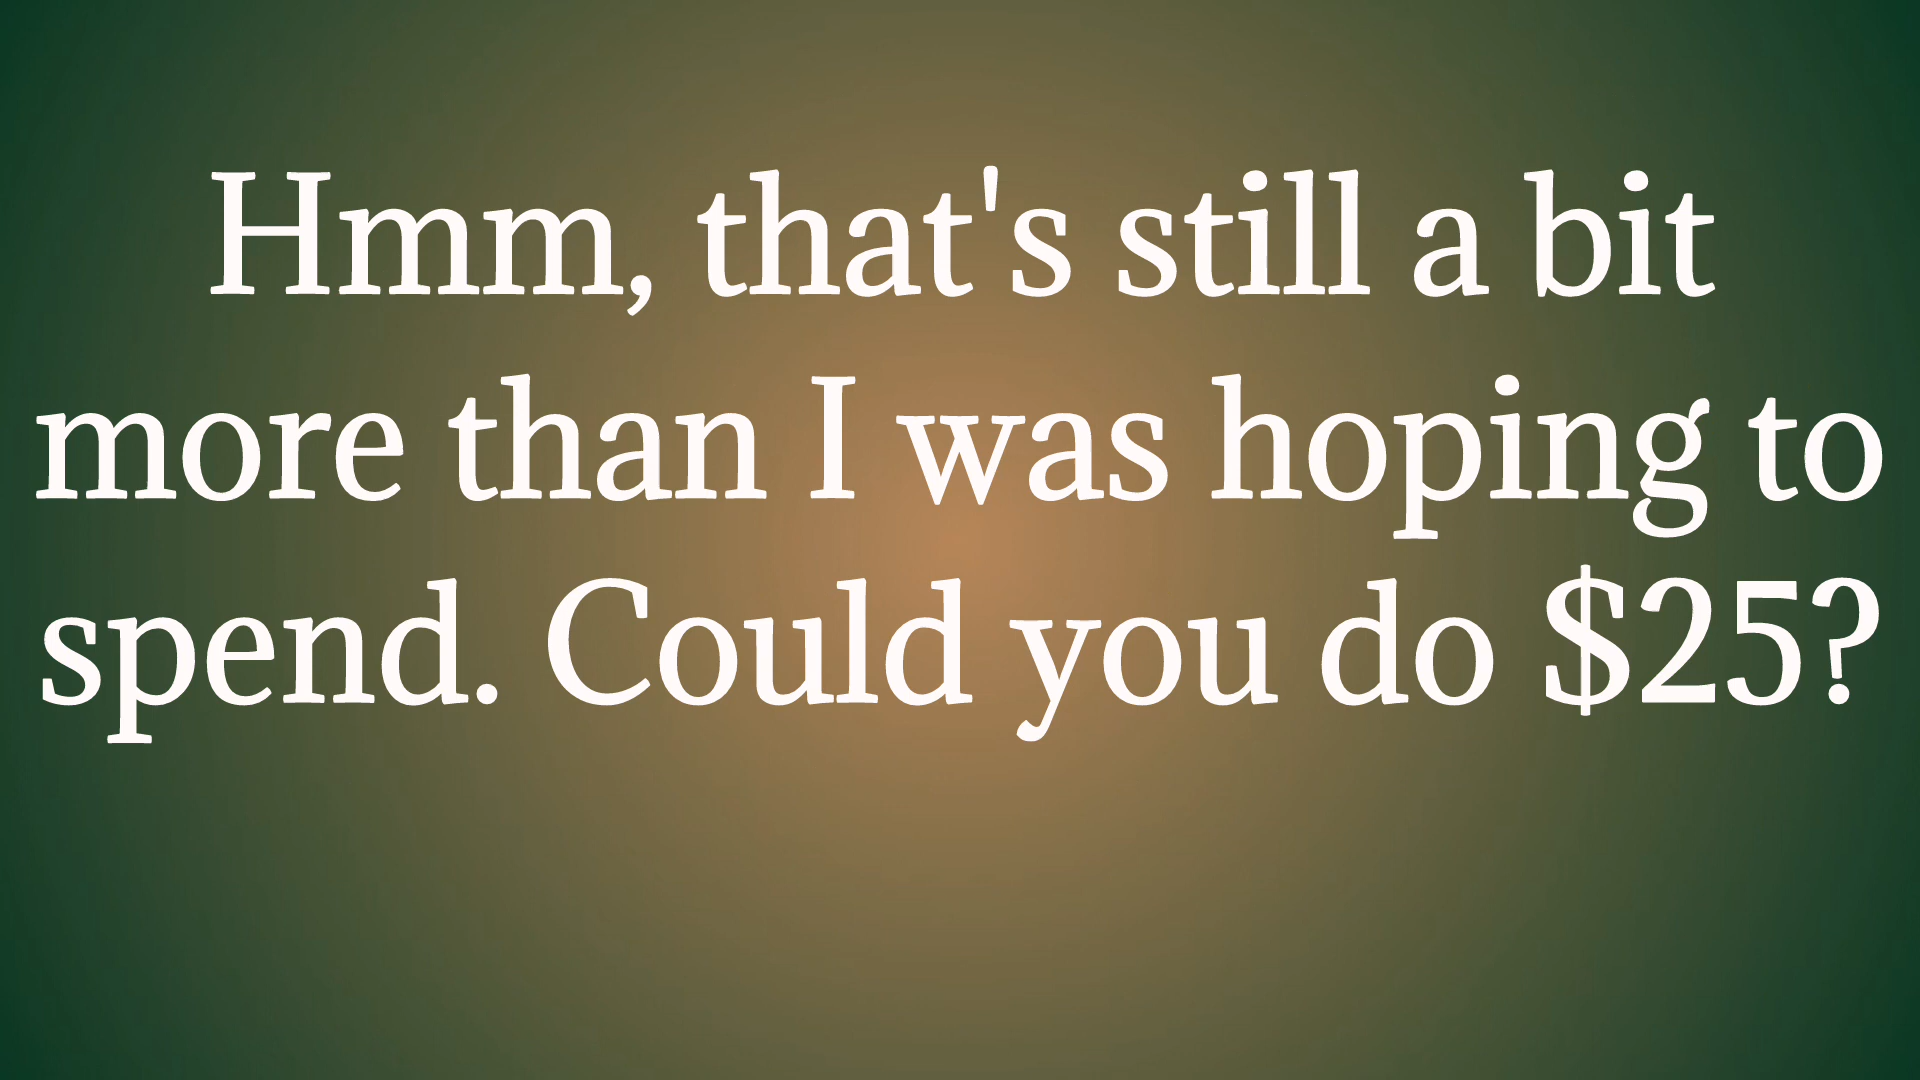 Hmm, that's still a bit
more than I was hoping to
spend. Could you do $25?